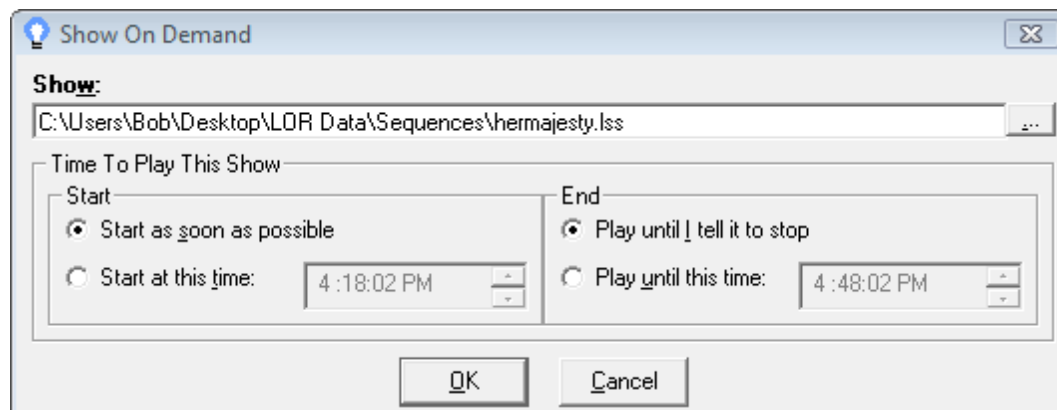 Show On Demand
Show:
C:\Users\Bob\Desktop\LOR Data\Sequences\hermajesty.lss
...
Time To Play This Show
Start
Start as soon as possible
Start at this time:
4 :18:02 PM
End
Play until I tell it to stop
Play until this time:
4 :48:02 PM
OK
Cancel